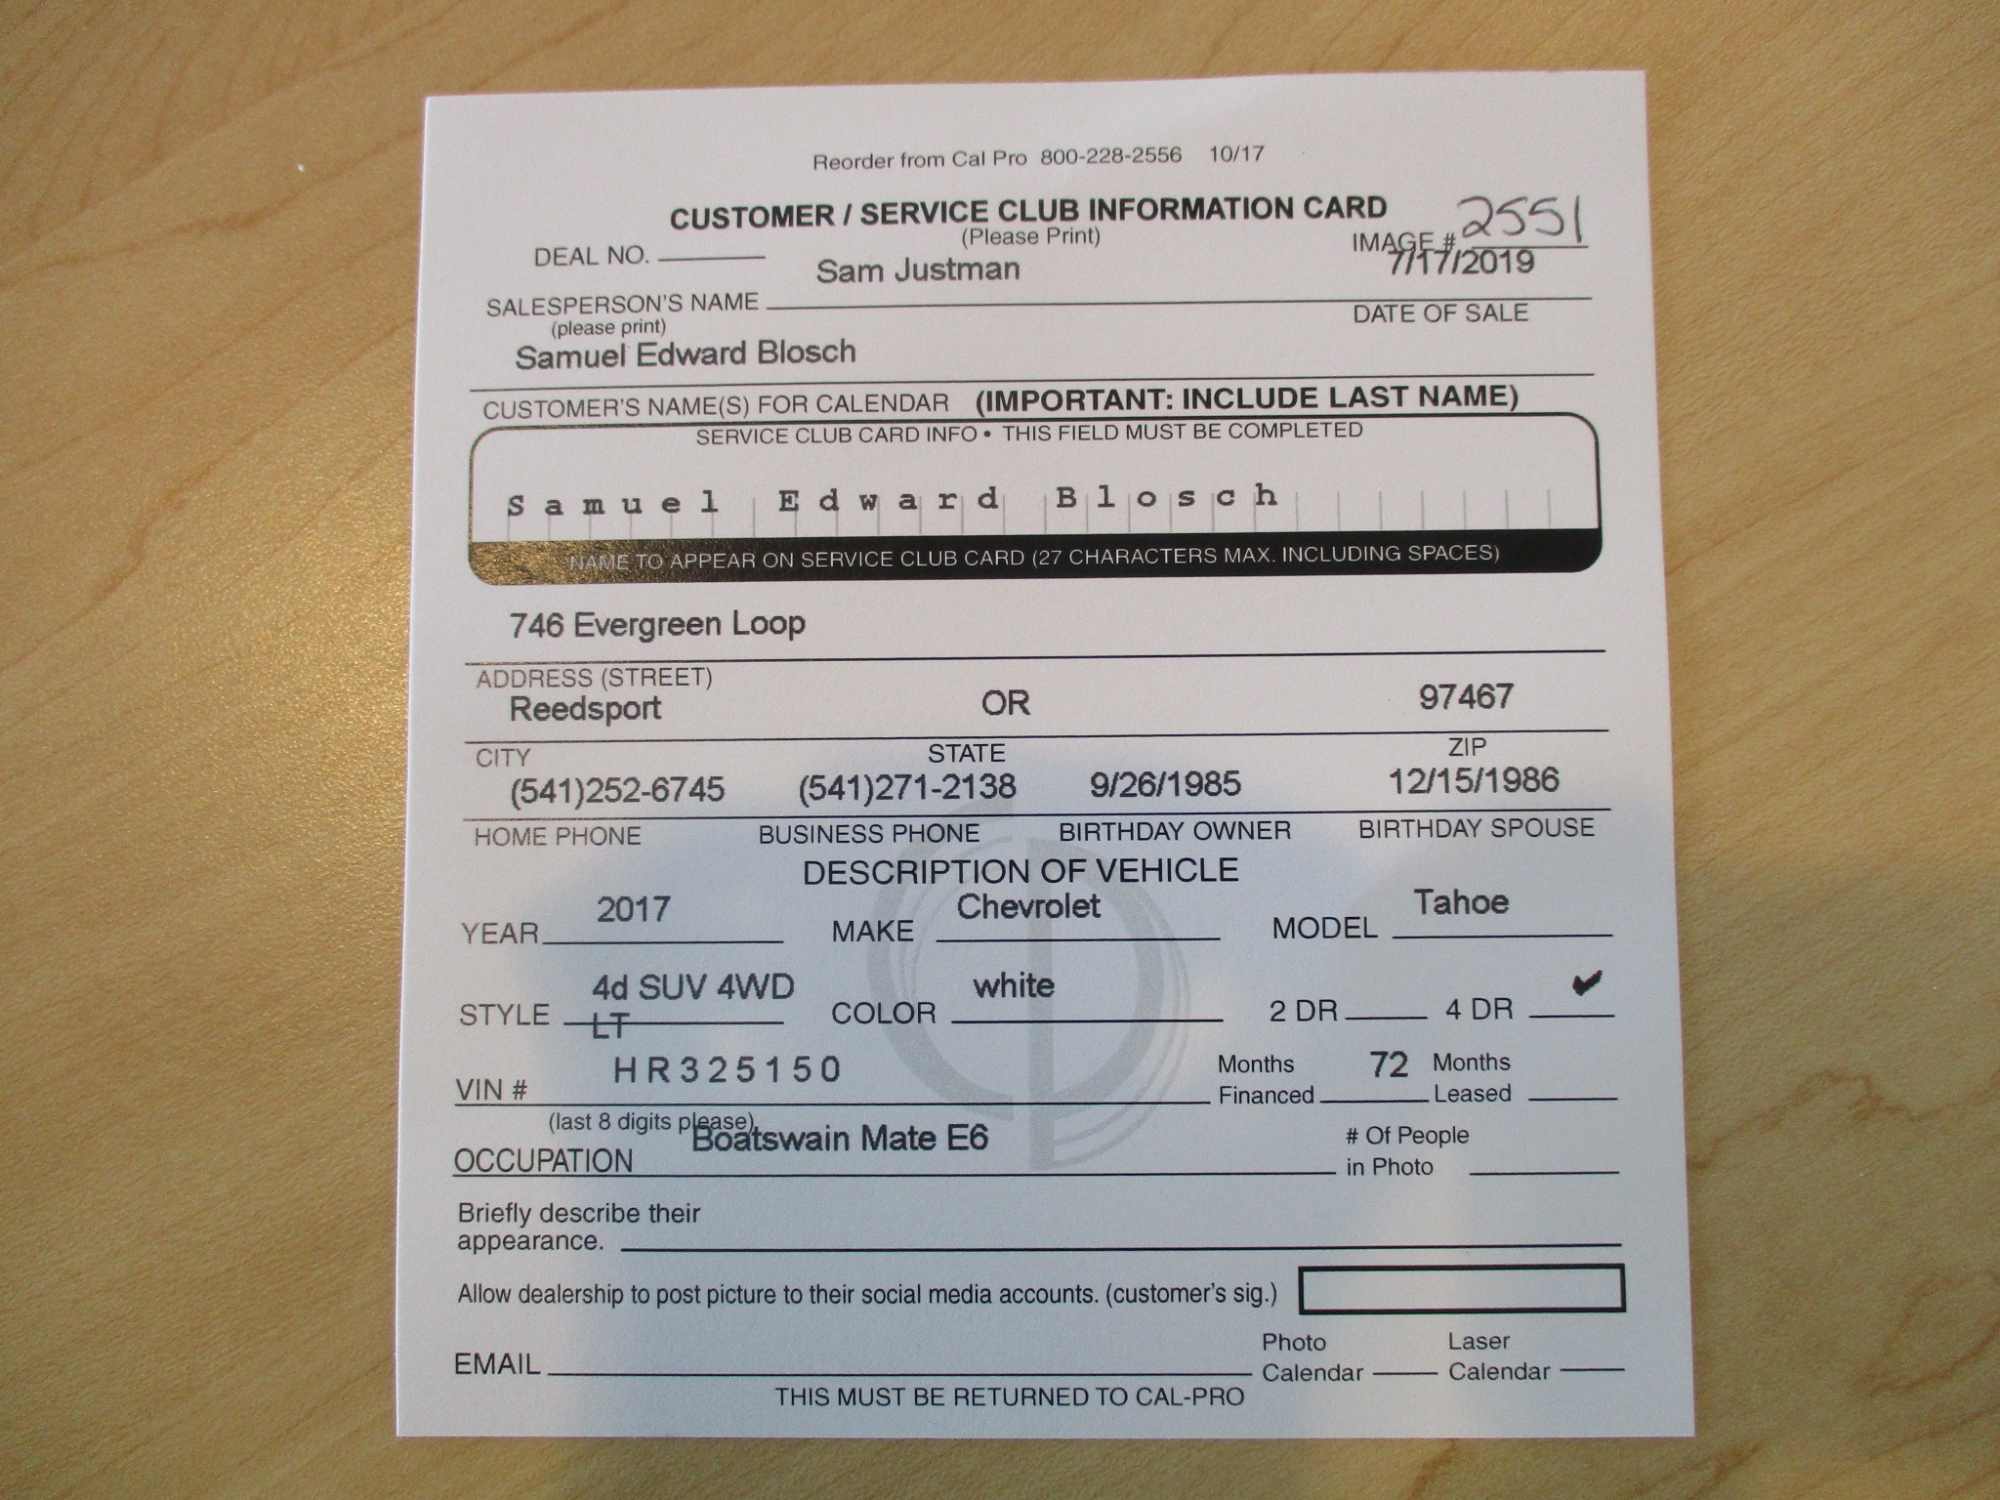 Reorder from Cal Pro 800-228-2556 10/17
CUSTOMER / SERVICE CLUB INFORMATION CARD
(Please Print)
DEAL NO.
IMAGE # 2551
Sam Justman 7/17/2019
SALESPERSON'S NAME DATE OF SALE
(please print)
Samuel Edward Blosch
CUSTOMER'S NAME(S) FOR CALENDAR (IMPORTANT: INCLUDE LAST NAME)
SERVICE CLUB CARD INFO • THIS FIELD MUST BE COMPLETED
Samuel Edward Blosch
NAME TO APPEAR ON SERVICE CLUB CARD (27 CHARACTERS MAX. INCLUDING SPACES)
746 Evergreen Loop
ADDRESS (STREET)
Reedsport OR 97467
CITY STATE ZIP
(541)252-6745 (541)271-2138 9/26/1985 12/15/1986
HOME PHONE BUSINESS PHONE BIRTHDAY OWNER BIRTHDAY SPOUSE
DESCRIPTION OF VEHICLE
YEAR 2017 MAKE Chevrolet MODEL Tahoe
STYLE 4d SUV 4WD COLOR white 2 DR 4 DR ✔
LT
VIN # HR325150 Months 72 Months
Financed Leased
(last 8 digits please)
OCCUPATION Boatswain Mate E6 # Of People
in Photo
Briefly describe their
appearance.
Allow dealership to post picture to their social media accounts. (customer's sig.)
Photo Laser
EMAIL Calendar Calendar
THIS MUST BE RETURNED TO CAL-PRO